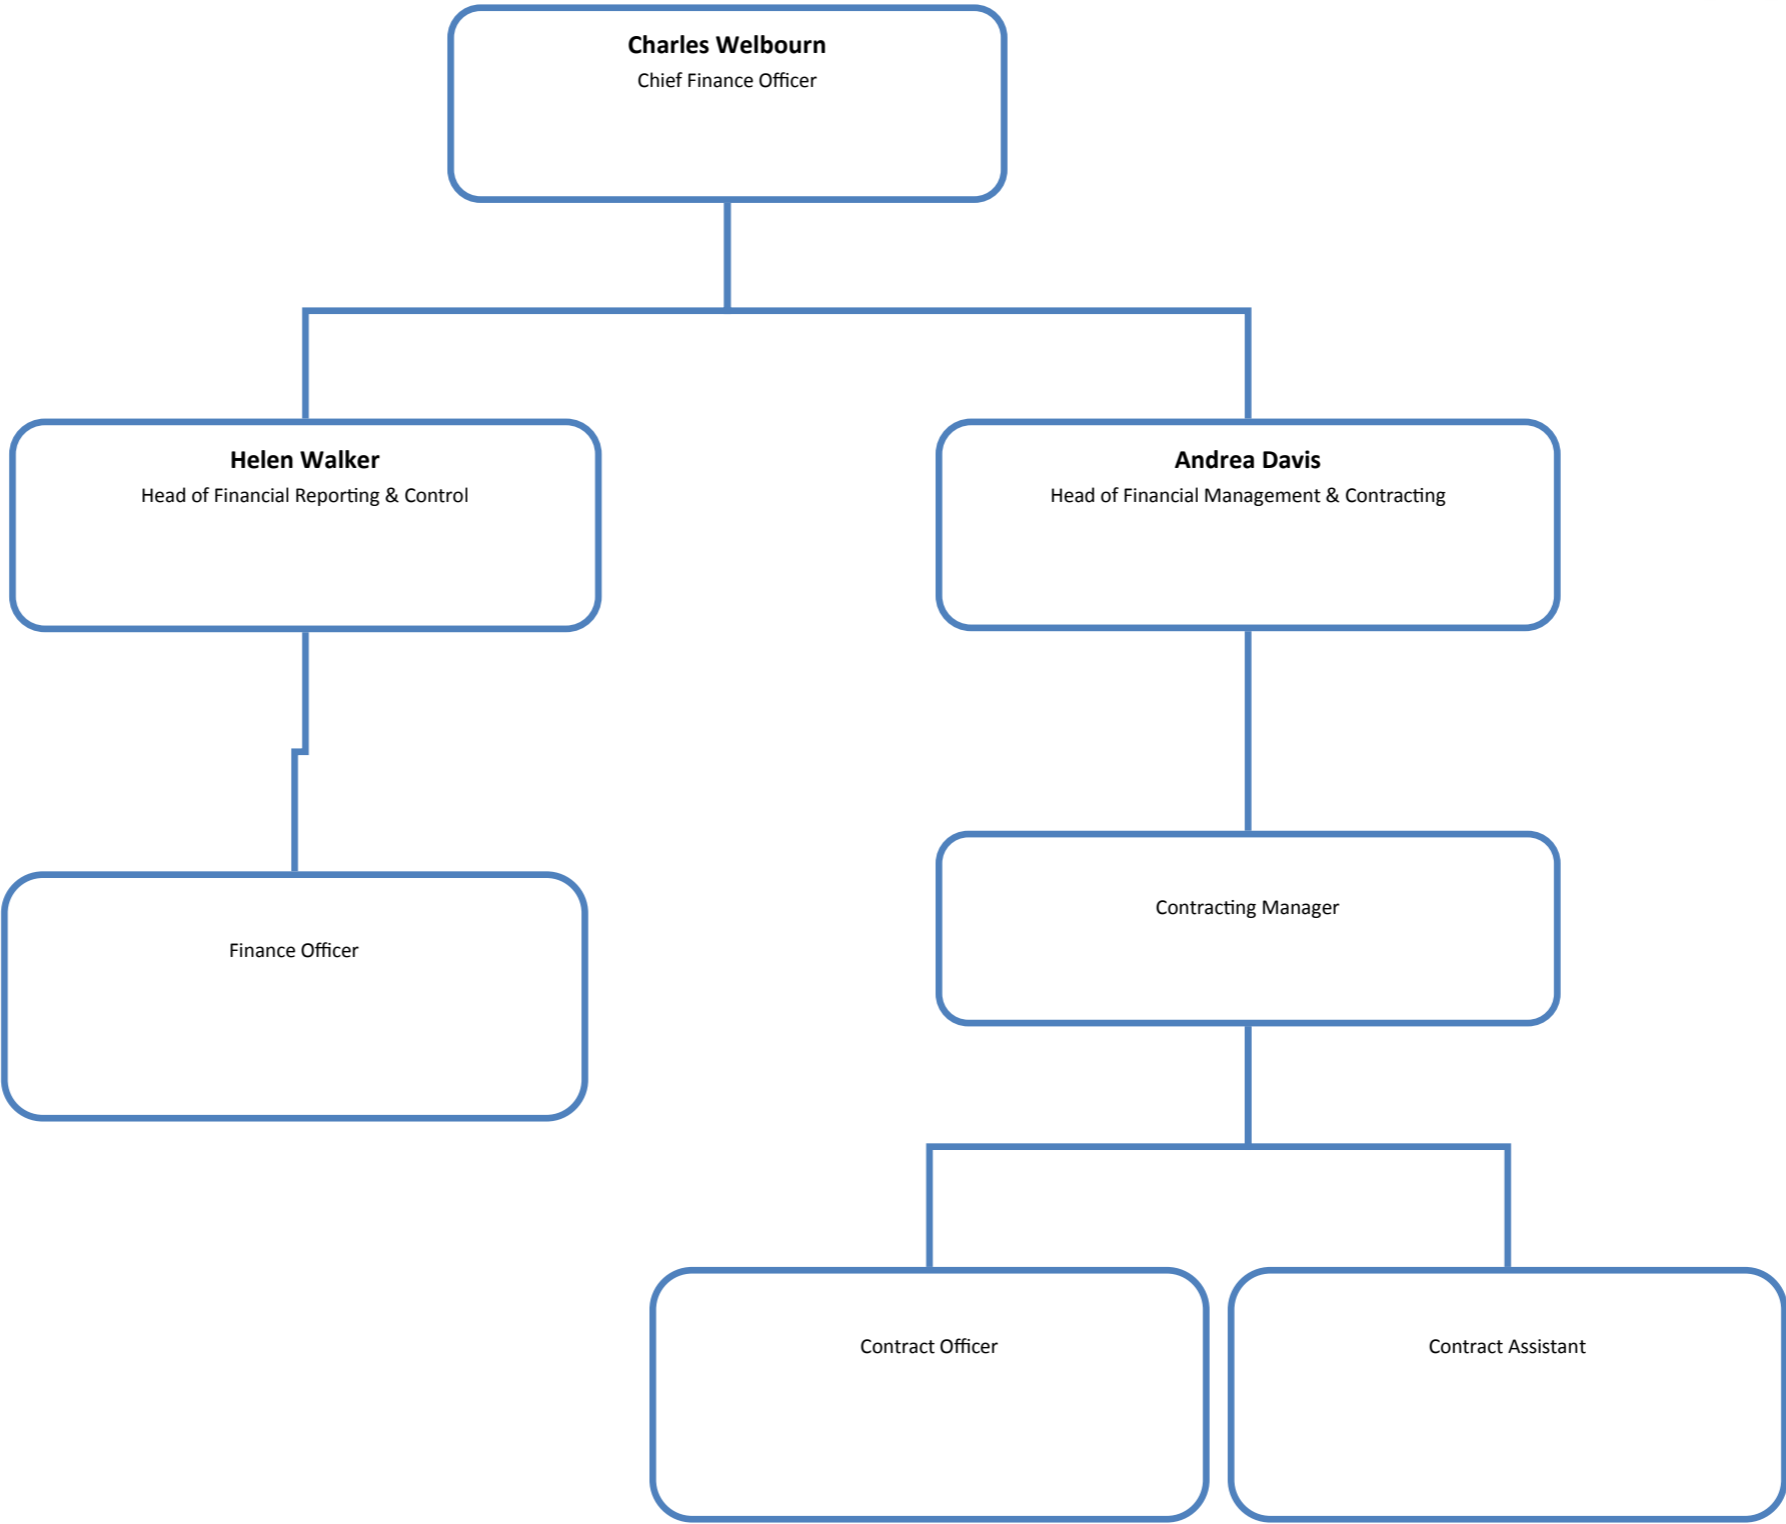 Charles Welbourn
Chief Finance Officer
Helen Walker
Head of Financial Reporting & Control
Andrea Davis
Head of Financial Management & Contracting
Finance Officer
Contracting Manager
Contract Officer
Contract Assistant